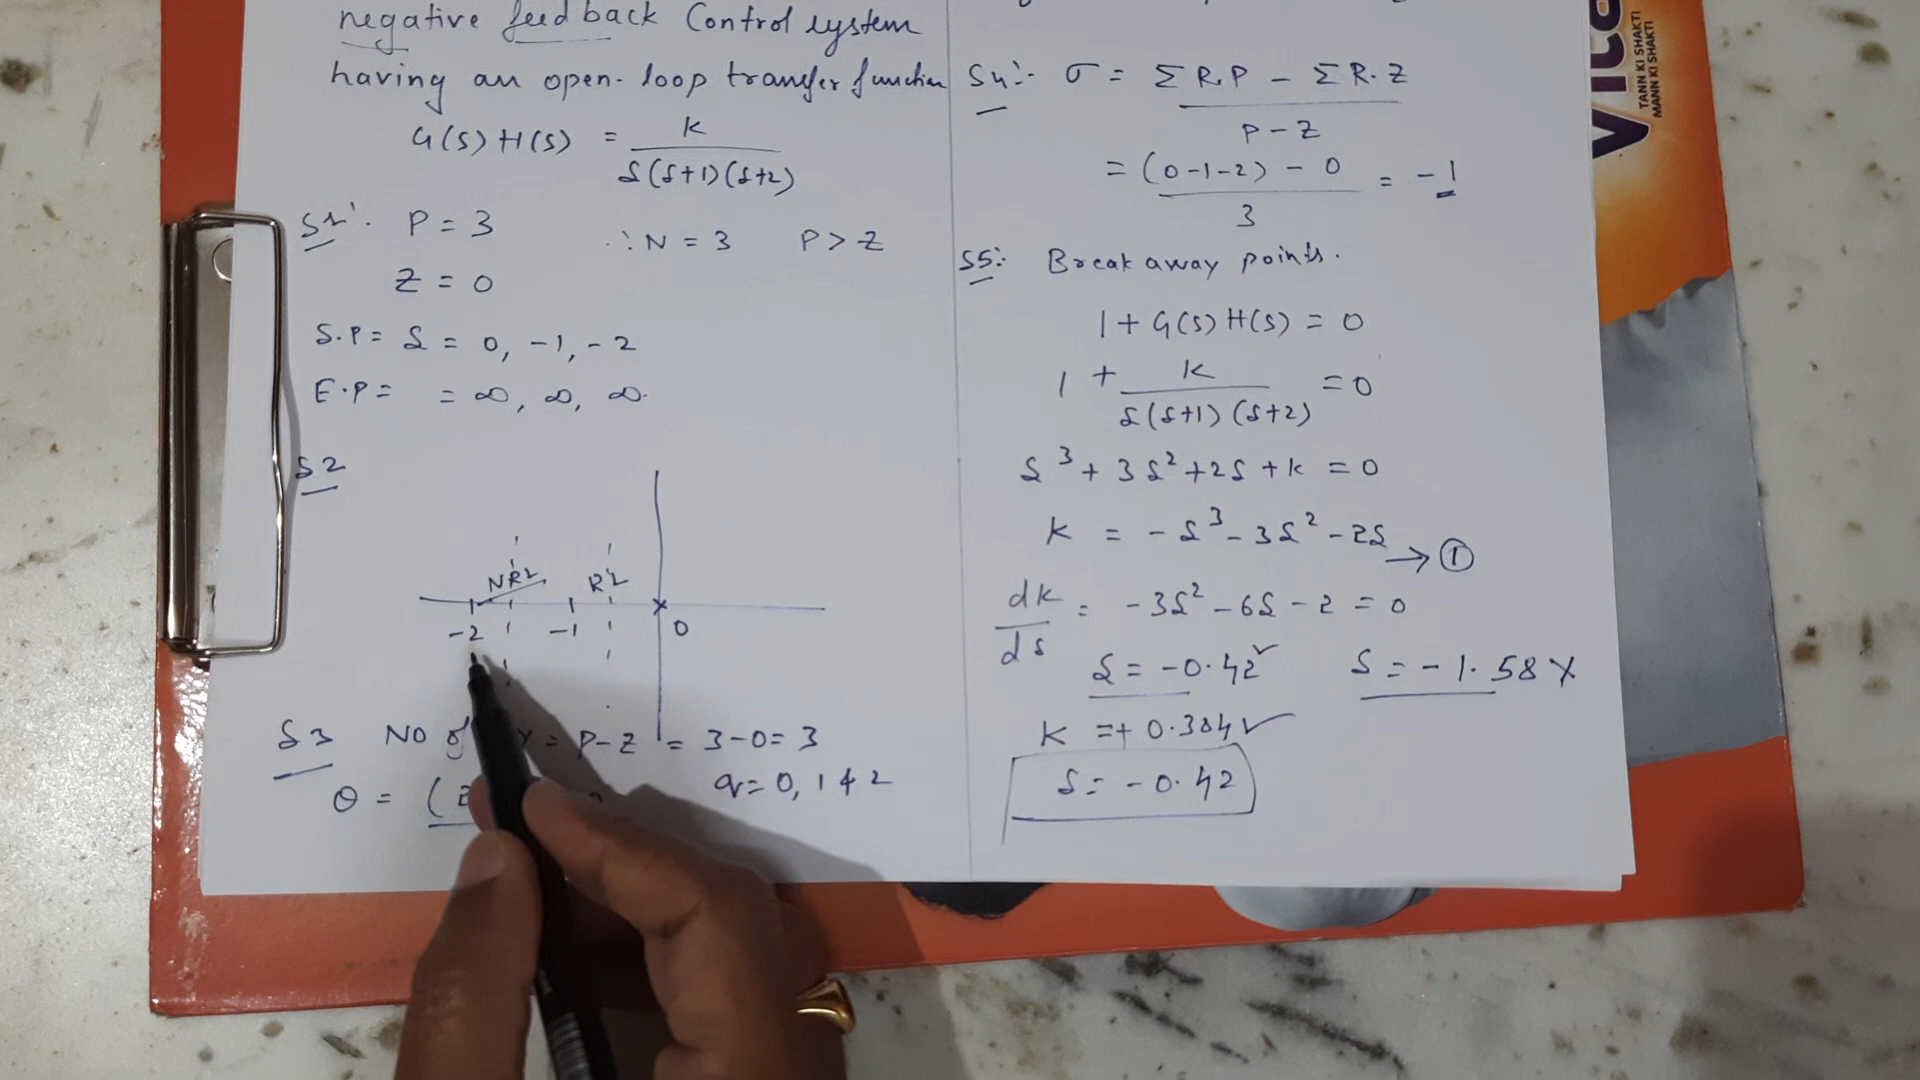 negative feedback Control system
having an open-loop transfer function
G(s) H(s) = K / S(S+1)(S+2)
S1:. P = 3
∴ N = 3 P > Z
Z = 0
S.P = S = 0, -1, -2
E.P = = ∞, ∞, ∞.
S2
NRL RL
-2 -1 0
S3 No of = P-Z = 3-0 = 3
θ = ( q = 0, 1 & 2
S4:- σ = Σ R.P - Σ R.Z
P-Z
= (0-1-2) - 0 = -1
3
S5:- Break away points.
1 + G(s) H(s) = 0
1 + K / S(S+1)(S+2) = 0
S³ + 3S² + 2S + K = 0
K = -S³ - 3S² - 2S → ①
dK/ds = -3S² - 6S - 2 = 0
S = -0.42 ✓ S = -1.58 X
K = + 0.384 ✓
S = -0.42
TANN KI SHAKTI
MANN KI SHAKTI